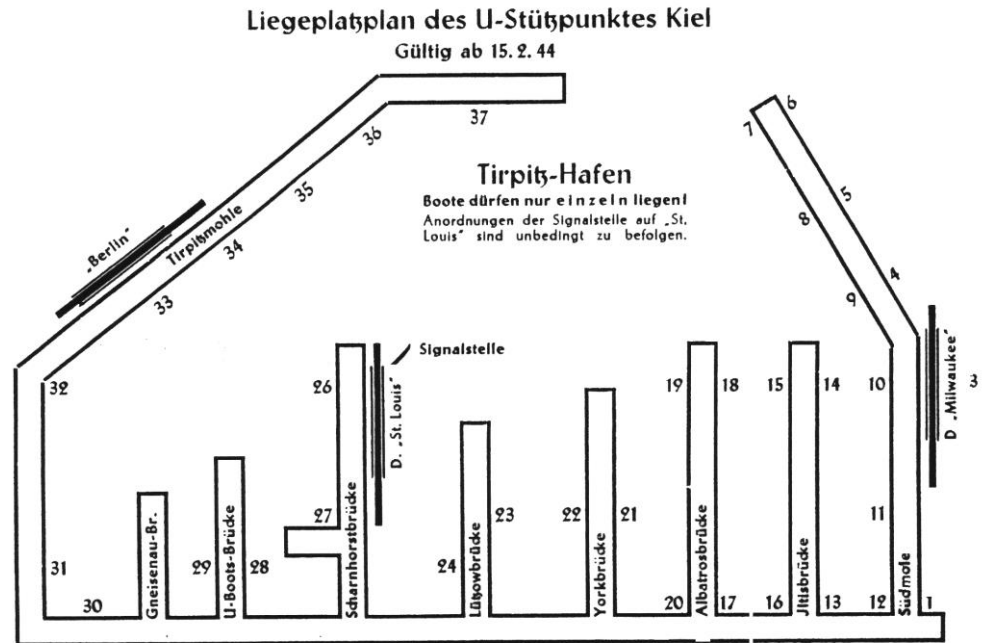 Liegeplatzplan des U-Stützpunktes Kiel
Gültig ab 15.2.44
37
6
7
36
Tirpitz-Hafen
Boote dürfen nur einzeln liegen!
Anordnungen der Signalstelle auf „St.
Louis“ sind unbedingt zu befolgen.
35
5
8
„Berlin“
Tirpitzmohle
34
4
33
9
Signalstelle
32
26
D. „St. Louis“
19
18
15
14
10
D „Milwaukee“
3
27
23
22
21
11
31
29
28
24
30
Gneisenau-Br.
U-Boots-Brücke
Scharnhorstbrücke
Lützowbrücke
Yorkbrücke
20
Albatrosbrücke
17
16
Jltisbrücke
13
12
Südmole
1